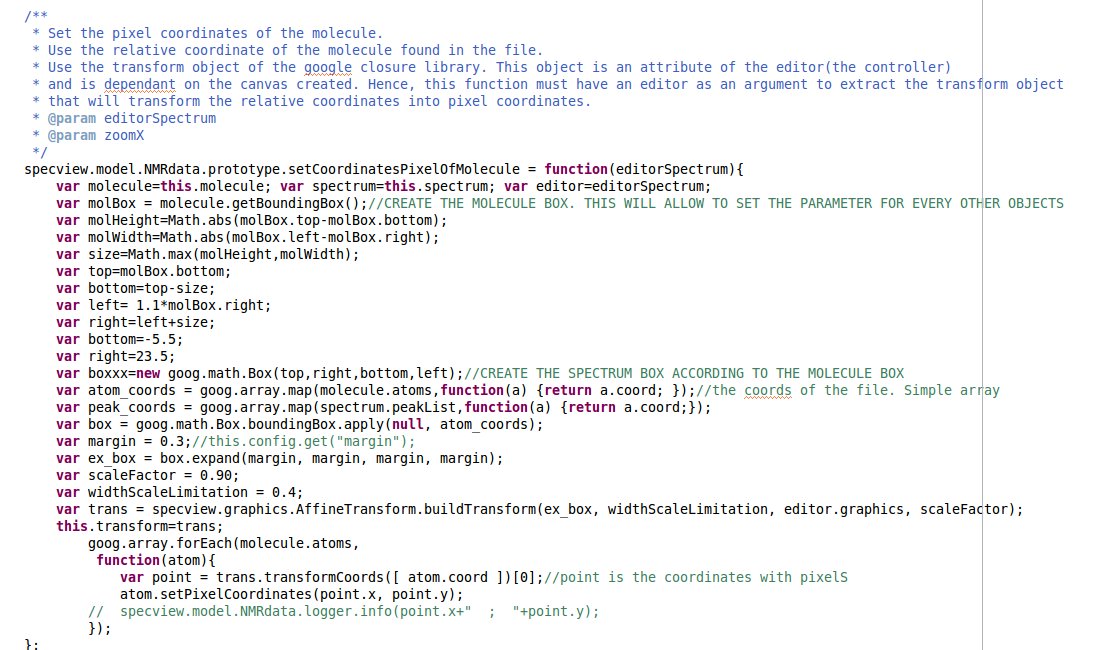 /**
 * Set the pixel coordinates of the molecule.
 * Use the relative coordinate of the molecule found in the file.
 * Use the transform object of the google closure library. This object is an attribute of the editor(the controller)
 * and is dependant on the canvas created. Hence, this function must have an editor as an argument to extract the transform object
 * that will transform the relative coordinates into pixel coordinates.
 * @param editorSpectrum
 * @param zoomX
 */
specview.model.NMRdata.prototype.setCoordinatesPixelOfMolecule = function(editorSpectrum){
    var molecule=this.molecule; var spectrum=this.spectrum; var editor=editorSpectrum;
    var molBox = molecule.getBoundingBox();//CREATE THE MOLECULE BOX. THIS WILL ALLOW TO SET THE PARAMETER FOR EVERY OTHER OBJECTS
    var molHeight=Math.abs(molBox.top-molBox.bottom);
    var molWidth=Math.abs(molBox.left-molBox.right);
    var size=Math.max(molHeight,molWidth);
    var top=molBox.bottom;
    var bottom=top-size;
    var left= 1.1*molBox.right;
    var right=left+size;
    var bottom=-5.5;
    var right=23.5;
    var boxxx=new goog.math.Box(top,right,bottom,left);//CREATE THE SPECTRUM BOX ACCORDING TO THE MOLECULE BOX
    var atom_coords = goog.array.map(molecule.atoms,function(a) {return a.coord; });//the coords of the file. Simple array
    var peak_coords = goog.array.map(spectrum.peakList,function(a) {return a.coord;});
    var box = goog.math.Box.boundingBox.apply(null, atom_coords);
    var margin = 0.3;//this.config.get("margin");
    var ex_box = box.expand(margin, margin, margin, margin);
    var scaleFactor = 0.90;
    var widthScaleLimitation = 0.4;
    var trans = specview.graphics.AffineTransform.buildTransform(ex_box, widthScaleLimitation, editor.graphics, scaleFactor);
    this.transform=trans;
        goog.array.forEach(molecule.atoms,
         function(atom){
            var point = trans.transformCoords([ atom.coord ])[0];//point is the coordinates with pixelS
            atom.setPixelCoordinates(point.x, point.y);
        //  specview.model.NMRdata.logger.info(point.x+"  ;  "+point.y);
        });
};